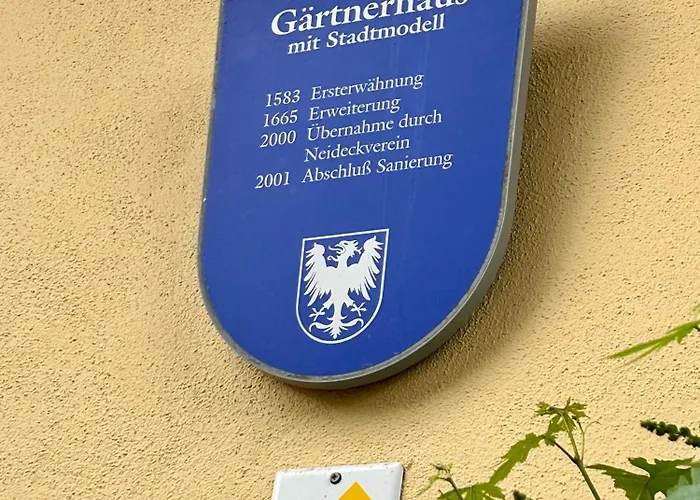 Gärtnerhaus
mit Stadtmodell
1583 Ersterwähnung
1665 Erweiterung
2000 Übernahme durch
Neideckverein
2001 Abschluß Sanierung